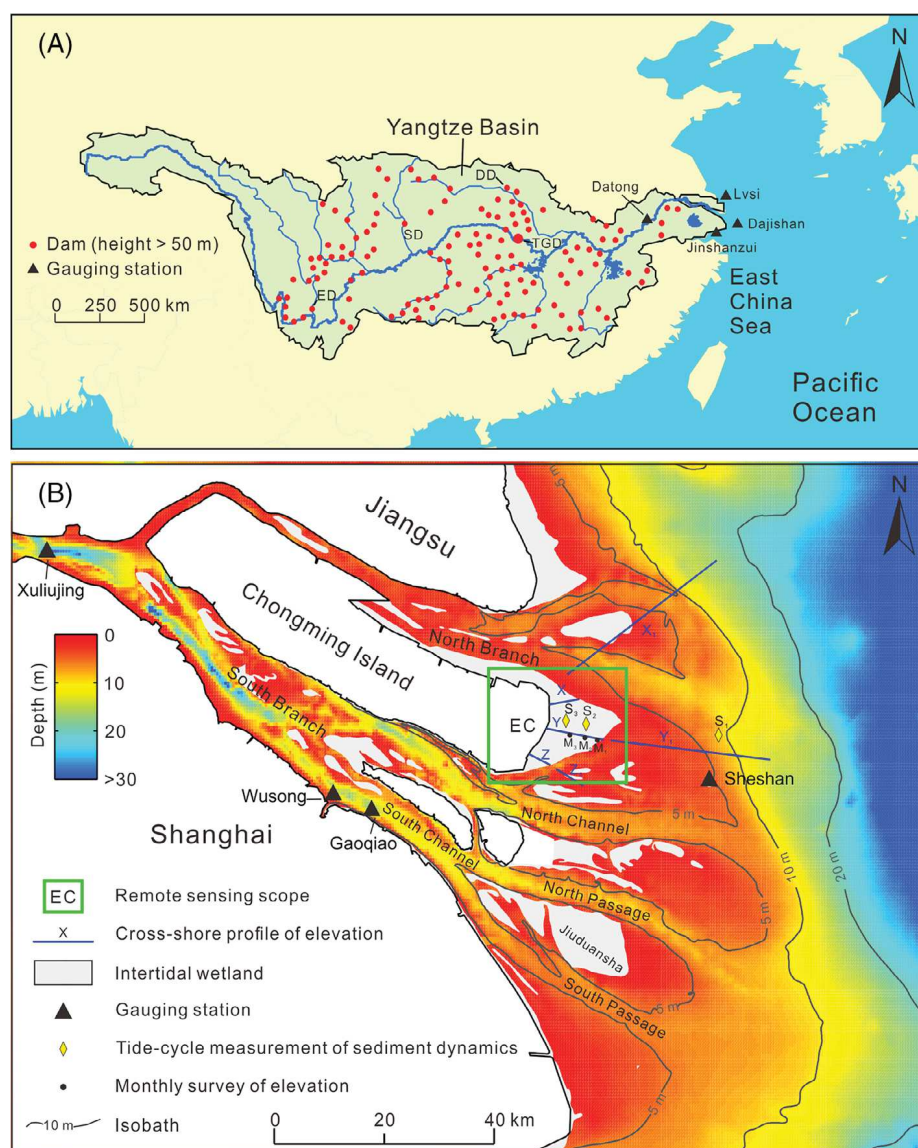 (A)
N
Yangtze Basin
DD
Datong
Lvsi
Dajishan
Jinshanzui
SD
TGD
ED
Dam (height > 50 m)
Gauging station
0 250 500 km
East
China
Sea
Pacific
Ocean
(B)
N
Jiangsu
5 m
Xuliujing
Chongming Island
North Branch
X₁
0
10
20
>30
Depth (m)
South Branch
EC
X
S₃ S₂
Y
Y₁
S₁
Z
Sheshan
Wusong
Gaoqiao
South Channel
North Channel
5 m
10 m
20 m
Shanghai
North Passage
5 m
Jiuduansha
South Passage
5 m
5 m
EC Remote sensing scope
X Cross-shore profile of elevation
Intertidal wetland
Gauging station
Tide-cycle measurement of sediment dynamics
Monthly survey of elevation
10 m Isobath
0 20 40 km